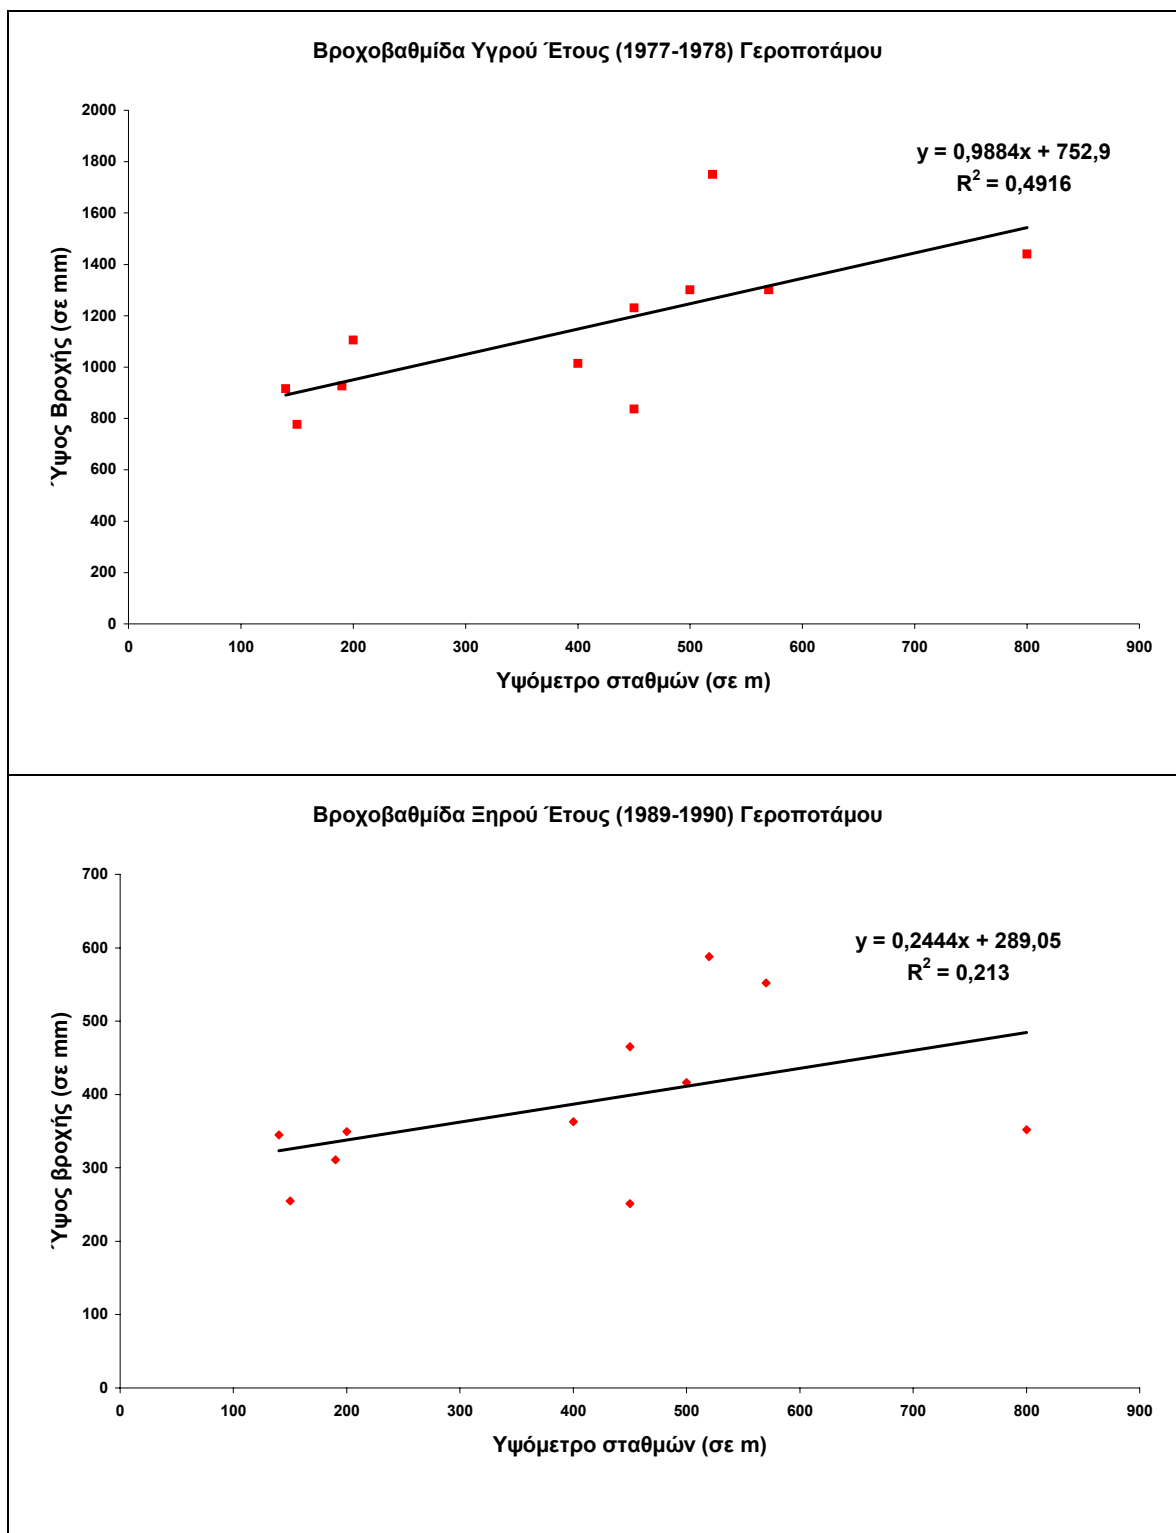 Βροχοβαθμίδα Υγρού Έτους (1977-1978) Γεροποτάμου
y = 0,9884x + 752,9
R² = 0,4916
Ύψος Βροχής (σε mm)
2000
1800
1600
1400
1200
1000
800
600
400
200
0
0 100 200 300 400 500 600 700 800 900
Υψόμετρο σταθμών (σε m)
Βροχοβαθμίδα Ξηρού Έτους (1989-1990) Γεροποτάμου
y = 0,2444x + 289,05
R² = 0,213
Ύψος βροχής (σε mm)
700
600
500
400
300
200
100
0
0 100 200 300 400 500 600 700 800 900
Υψόμετρο σταθμών (σε m)